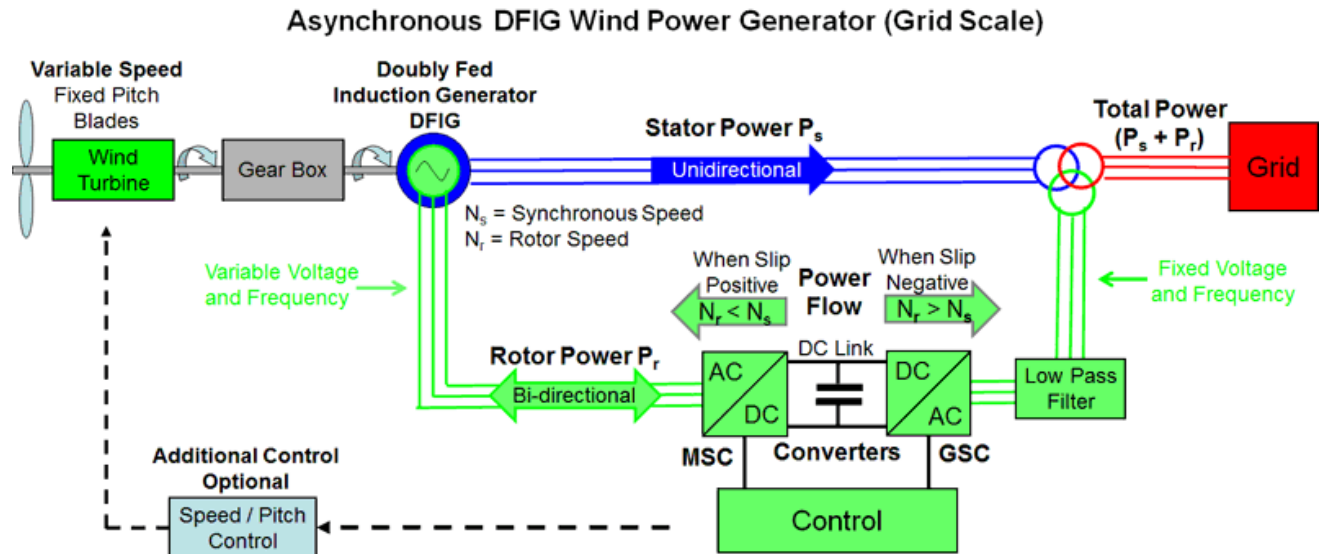 Asynchronous DFIG Wind Power Generator (Grid Scale)
Variable Speed
Fixed Pitch
Blades
Wind
Turbine
Gear Box
Doubly Fed
Induction Generator
DFIG
Stator Power Ps
Unidirectional
Total Power
(Ps + Pr)
Grid
Ns = Synchronous Speed
Nr = Rotor Speed
Variable Voltage
and Frequency
When Slip
Positive
Nr < Ns
Power
Flow
When Slip
Negative
Nr > Ns
Fixed Voltage
and Frequency
Rotor Power Pr
Bi-directional
AC
DC
DC Link
DC
AC
Low Pass
Filter
MSC
Converters
GSC
Additional Control
Optional
Speed / Pitch
Control
Control